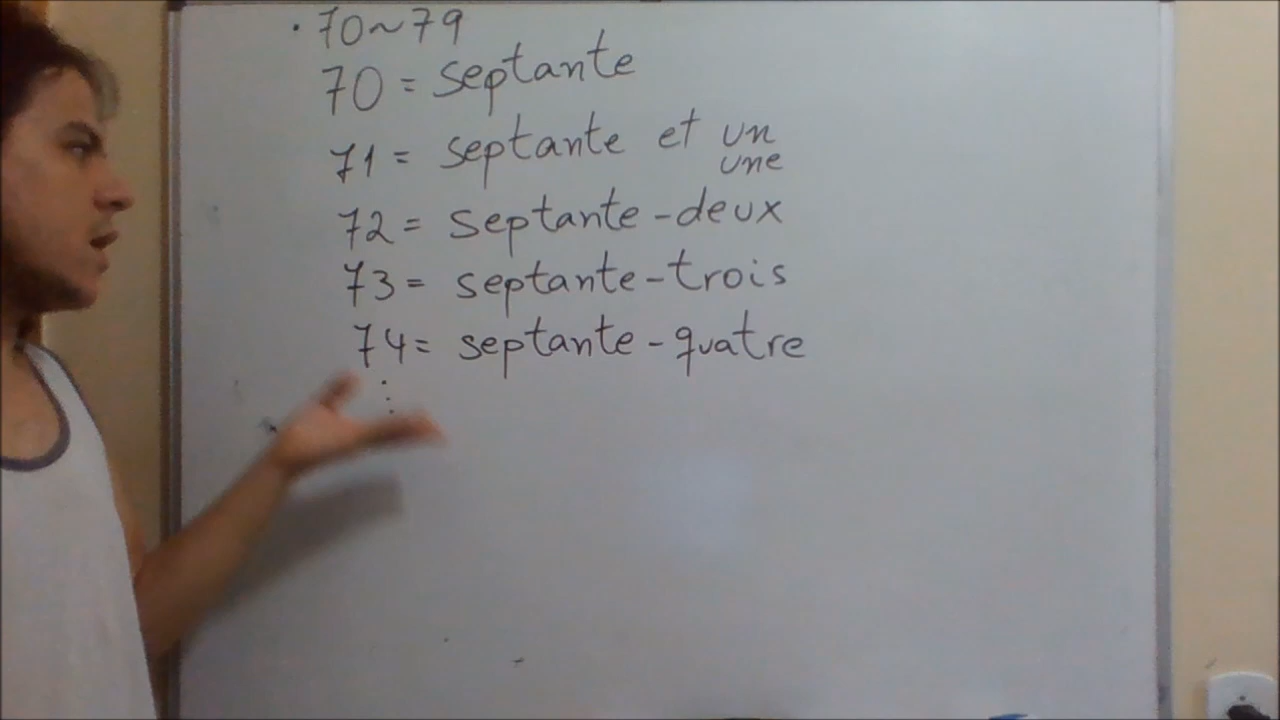 • 70~79
70 = septante
71 = septante et un
une
72 = septante-deux
73 = septante-trois
74 = septante-quatre
⋮